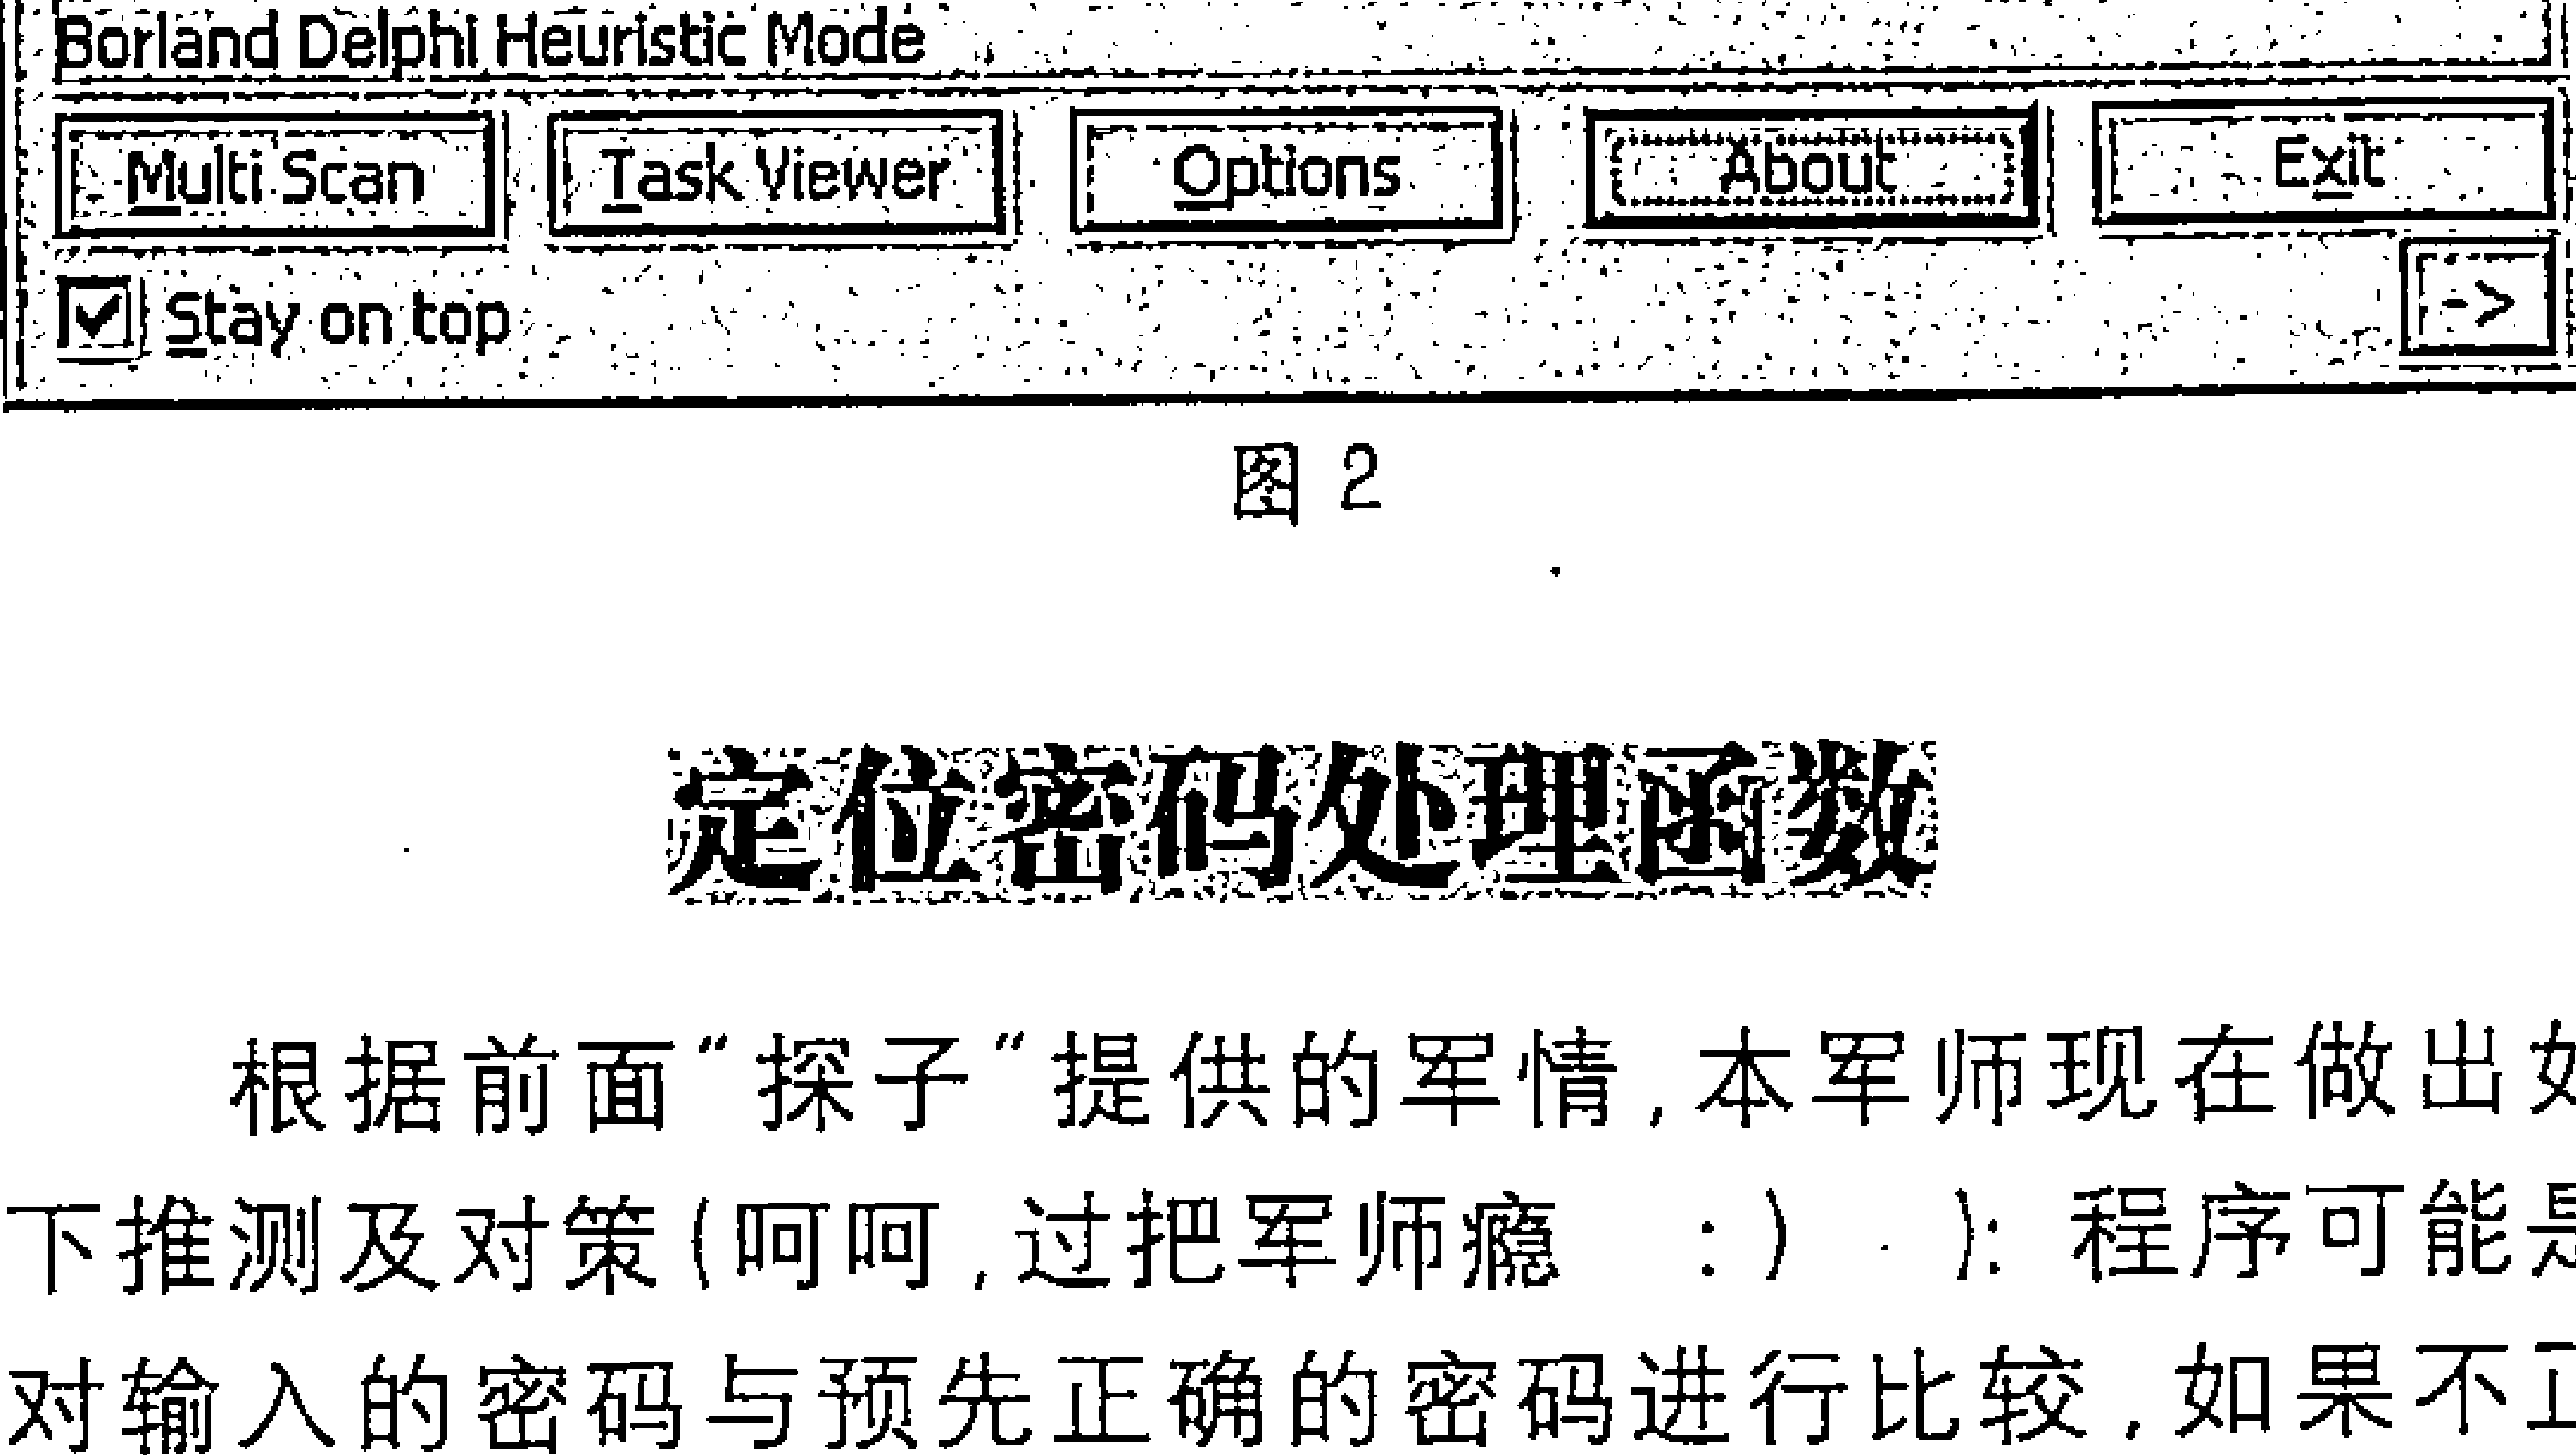 Borland Delphi Heuristic Mode
Multi Scan Task Viewer Options About Exit
Stay on top ->
图 2
定位密码处理函数
根据前面“探子”提供的军情,本军师现在做出如
下推测及对策(呵呵,过把军师瘾 :) ): 程序可能是
对输入的密码与预先正确的密码进行比较,如果不正